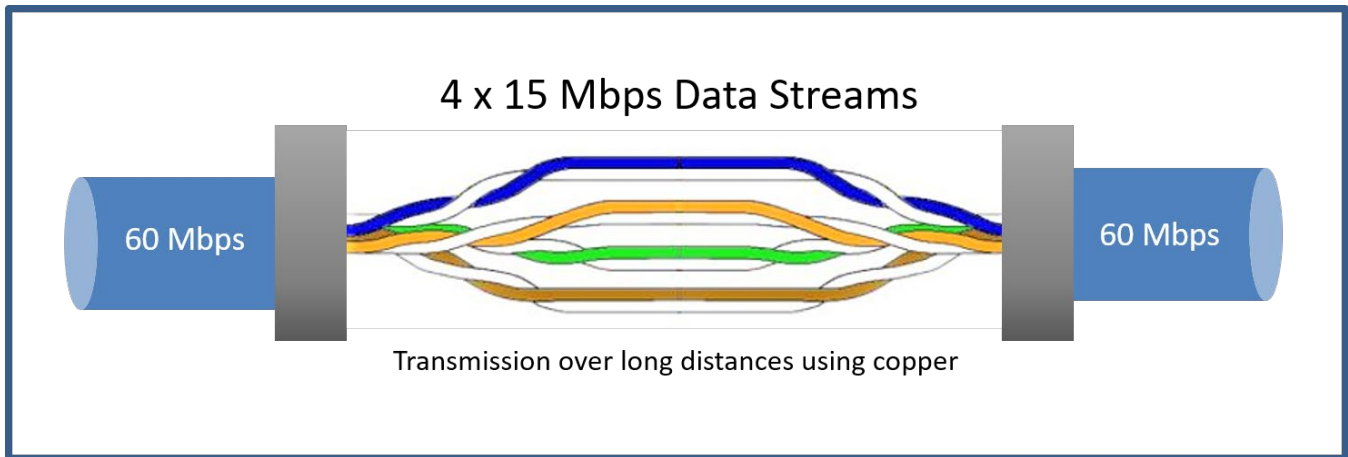 4 x 15 Mbps Data Streams
60 Mbps
60 Mbps
Transmission over long distances using copper